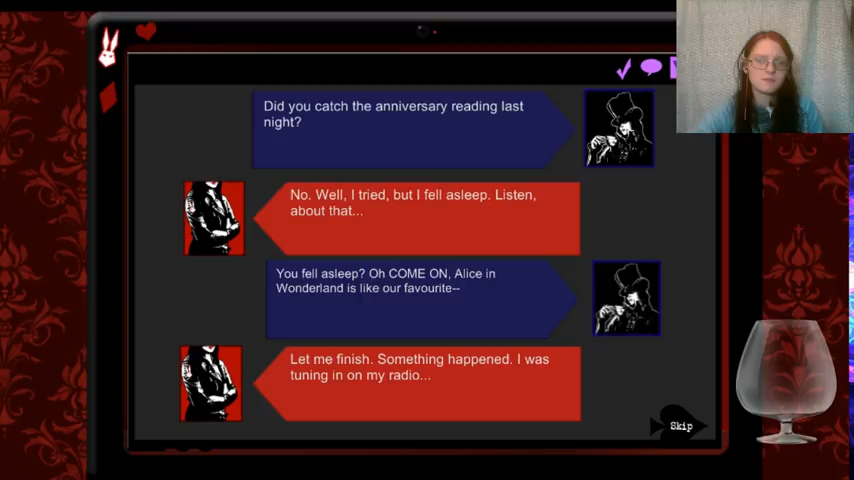 Did you catch the anniversary reading last
night?
No. Well, I tried, but I fell asleep. Listen,
about that...
You fell asleep? Oh COME ON, Alice in
Wonderland is like our favourite--
Let me finish. Something happened. I was
tuning in on my radio...
Skip